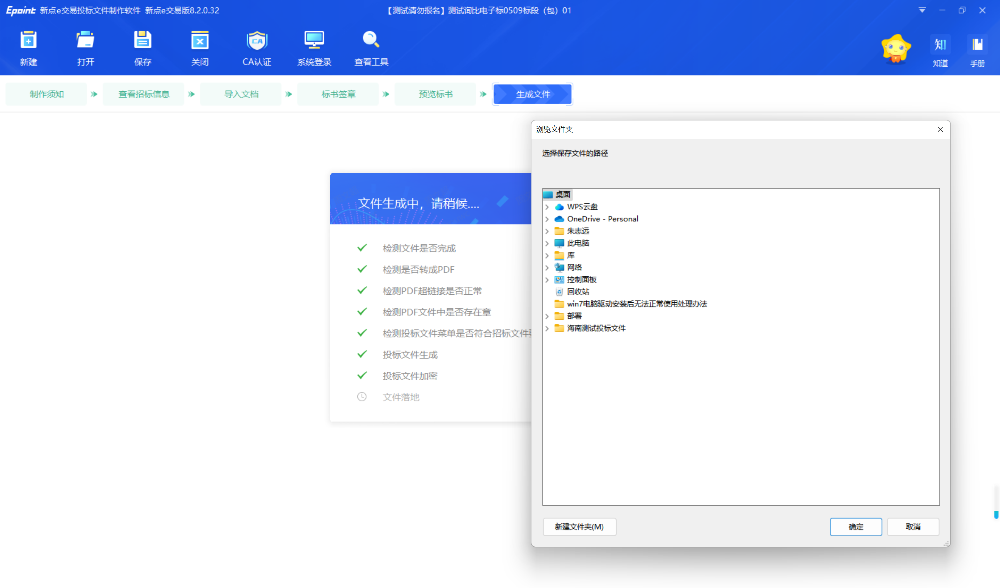 Epoint 新点e交易投标文件制作软件 新点e交易版8.2.0.32
【测试请勿报名】测试询比电子标0509标段（包）01
新建
打开
保存
关闭
CA
CA认证
系统登录
查看工具
知
知道
手册
制作须知
查看招标信息
导入文档
标书签章
预览标书
生成文件
文件生成中，请稍候....
检测文件是否完成
检测是否转成PDF
检测PDF超链接是否正常
检测PDF文件中是否存在章
检测投标文件菜单是否符合招标文件
投标文件生成
投标文件加密
文件落地
浏览文件夹
选择保存文件的路径
桌面
WPS云盘
OneDrive - Personal
朱志远
此电脑
库
网络
控制面板
回收站
win7电脑驱动安装后无法正常使用处理办法
部署
海南测试投标文件
新建文件夹(M)
确定
取消